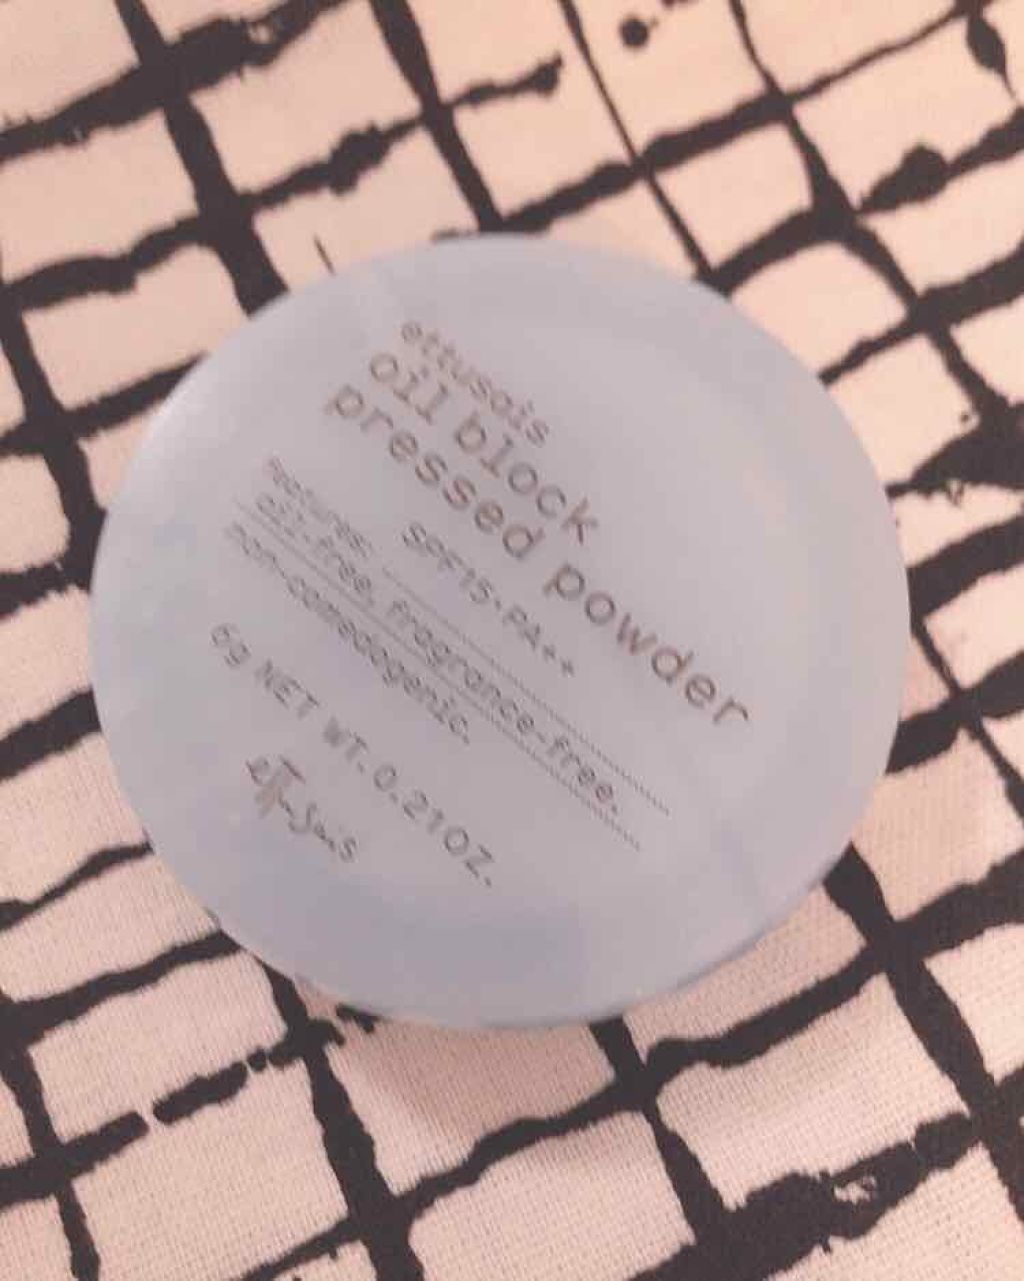 ettusais
oil block
pressed powder
SPF15·PA++
features:
oil-free, fragrance-free.
non-comedogenic.
6g NET WT. 0.21OZ.
ettusais